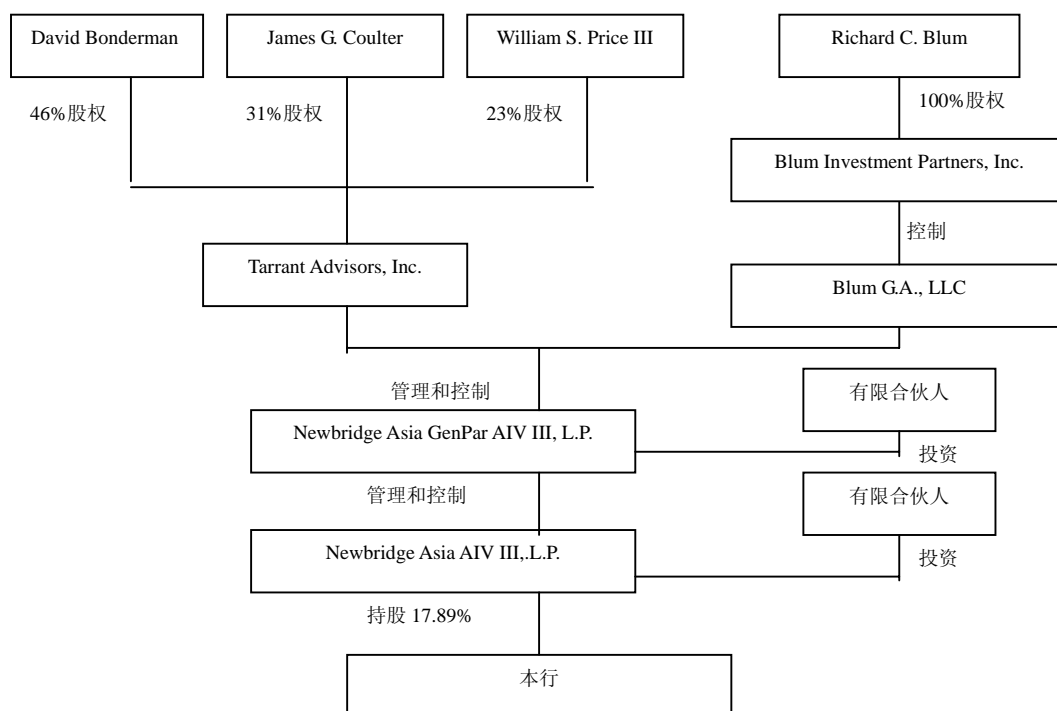 David Bonderman
James G. Coulter
William S. Price III
Richard C. Blum
46%股权
31%股权
23%股权
100%股权
Blum Investment Partners, Inc.
控制
Tarrant Advisors, Inc.
Blum G.A., LLC
管理和控制
有限合伙人
Newbridge Asia GenPar AIV III, L.P.
投资
管理和控制
有限合伙人
Newbridge Asia AIV III,.L.P.
投资
持股 17.89%
本行